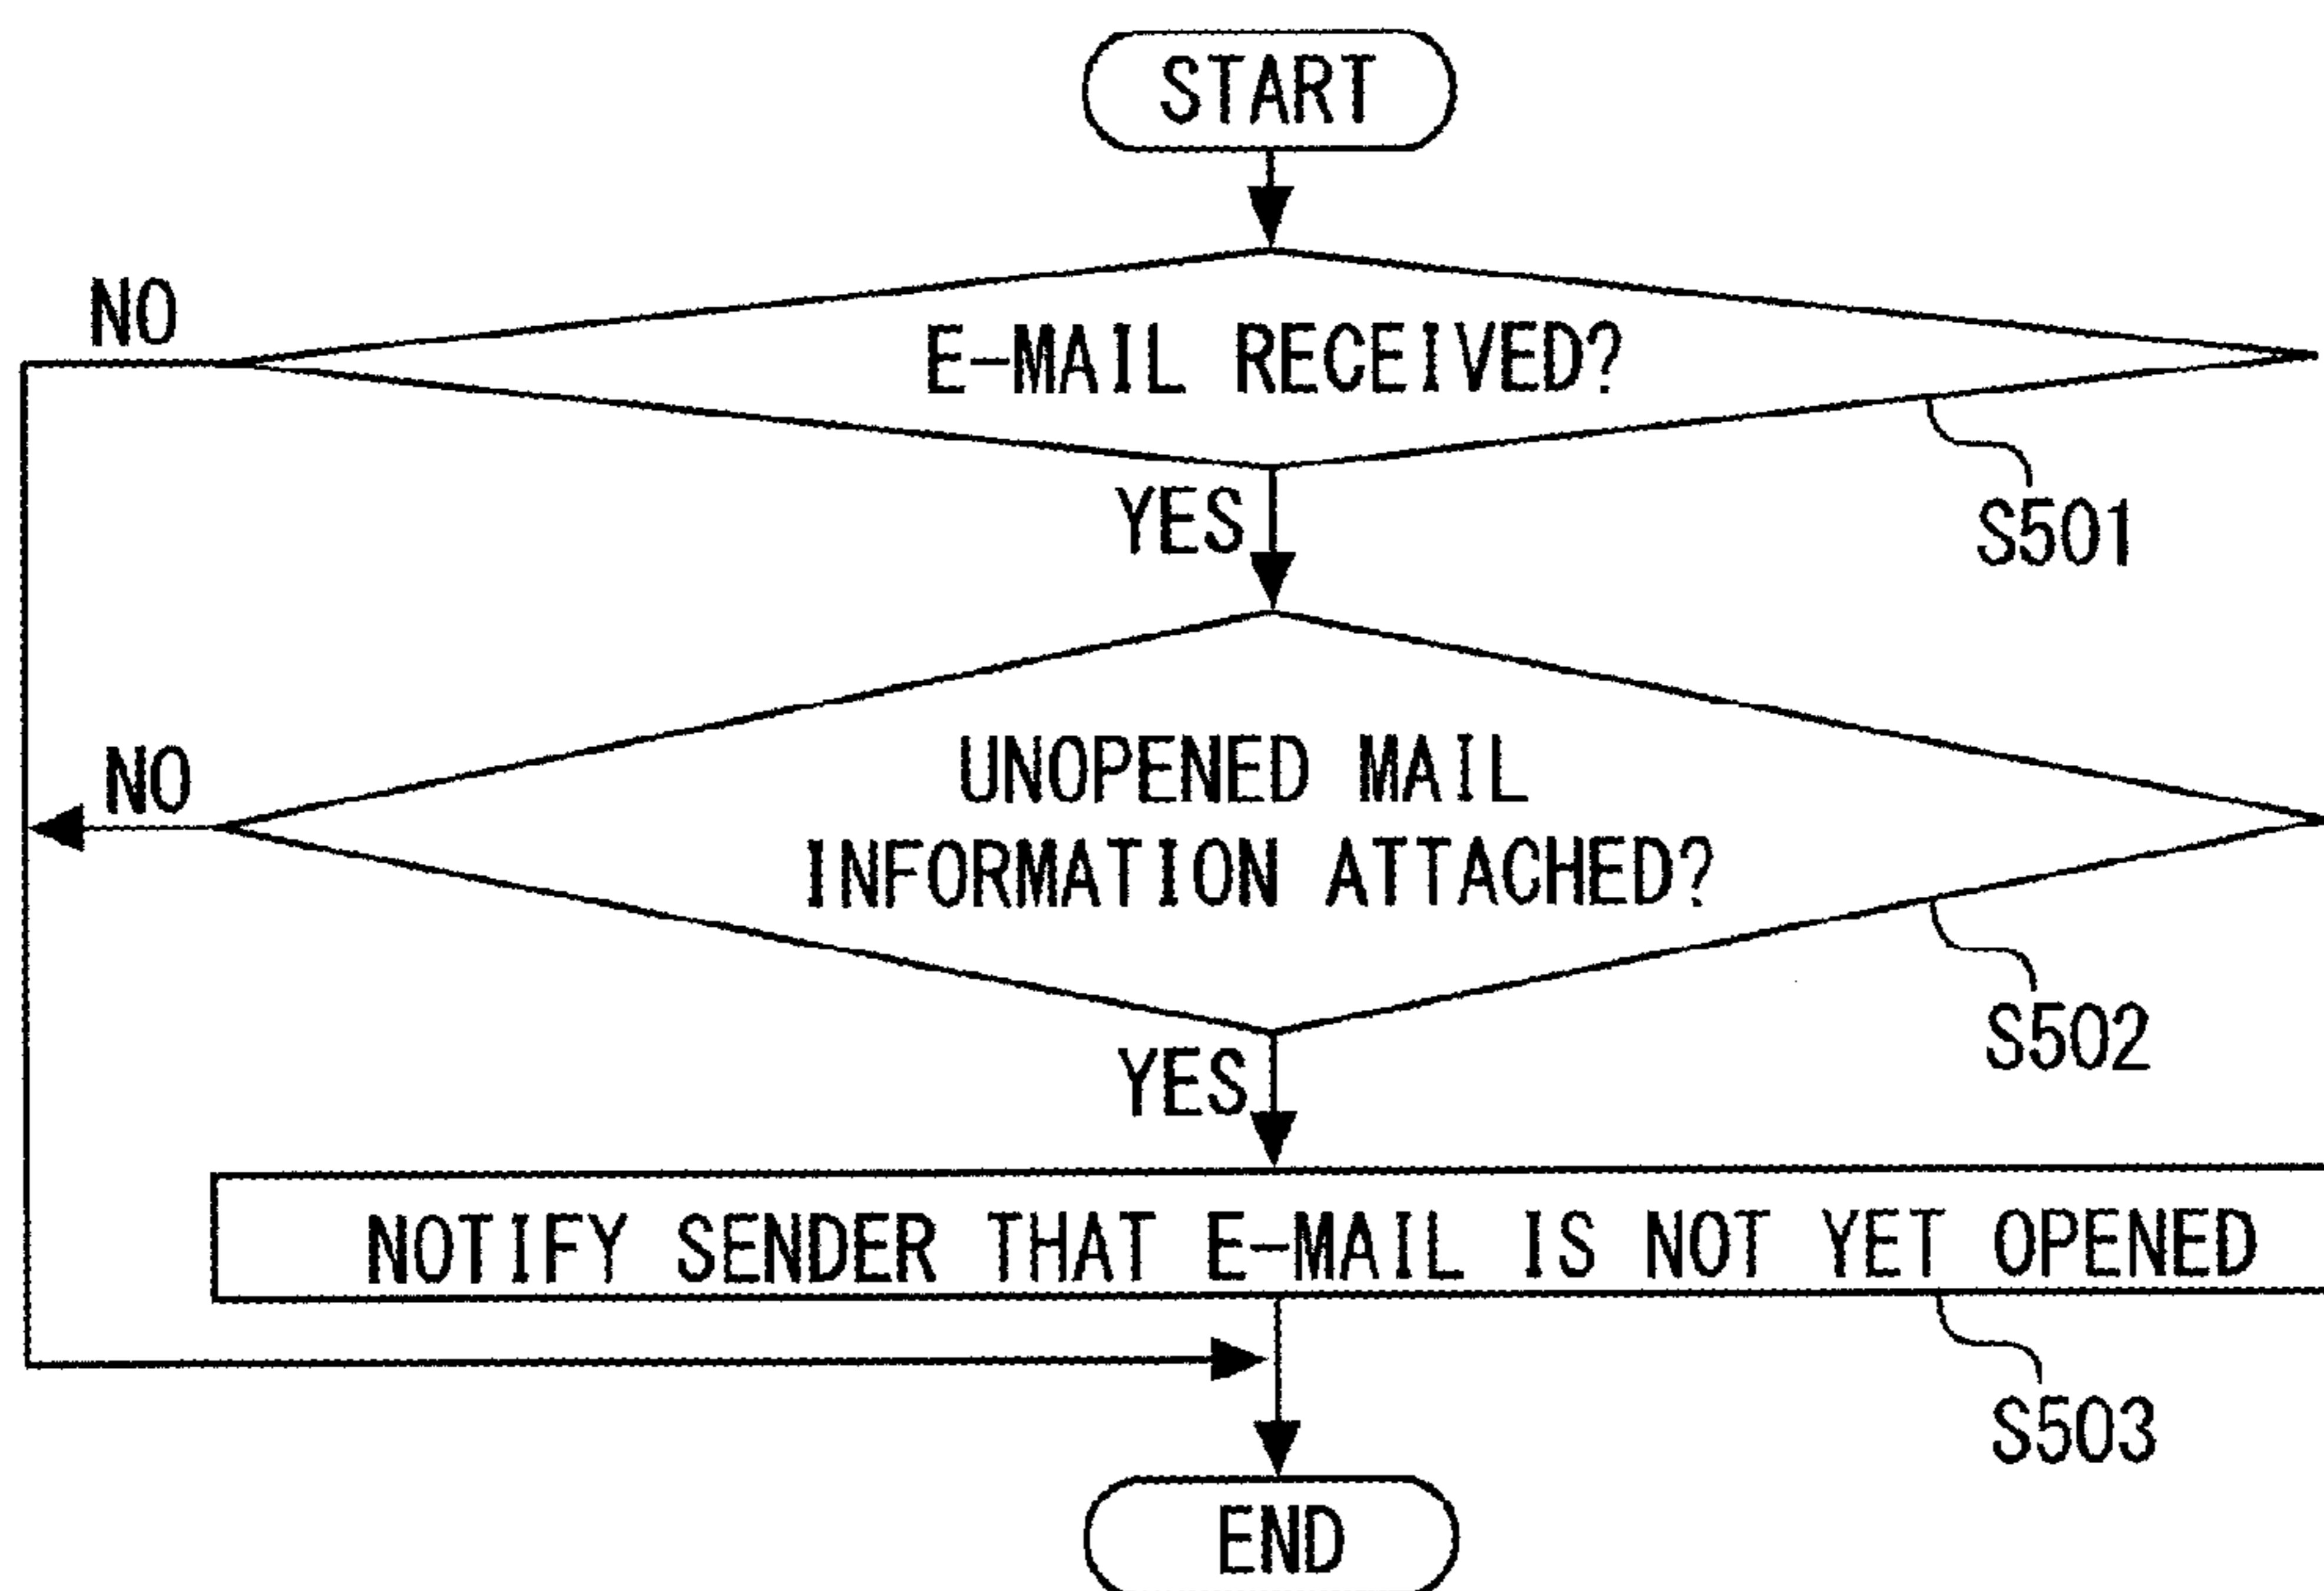 START
NO
E-MAIL RECEIVED?
YES
S501
NO
UNOPENED MAIL
INFORMATION ATTACHED?
S502
YES
NOTIFY SENDER THAT E-MAIL IS NOT YET OPENED
S503
END